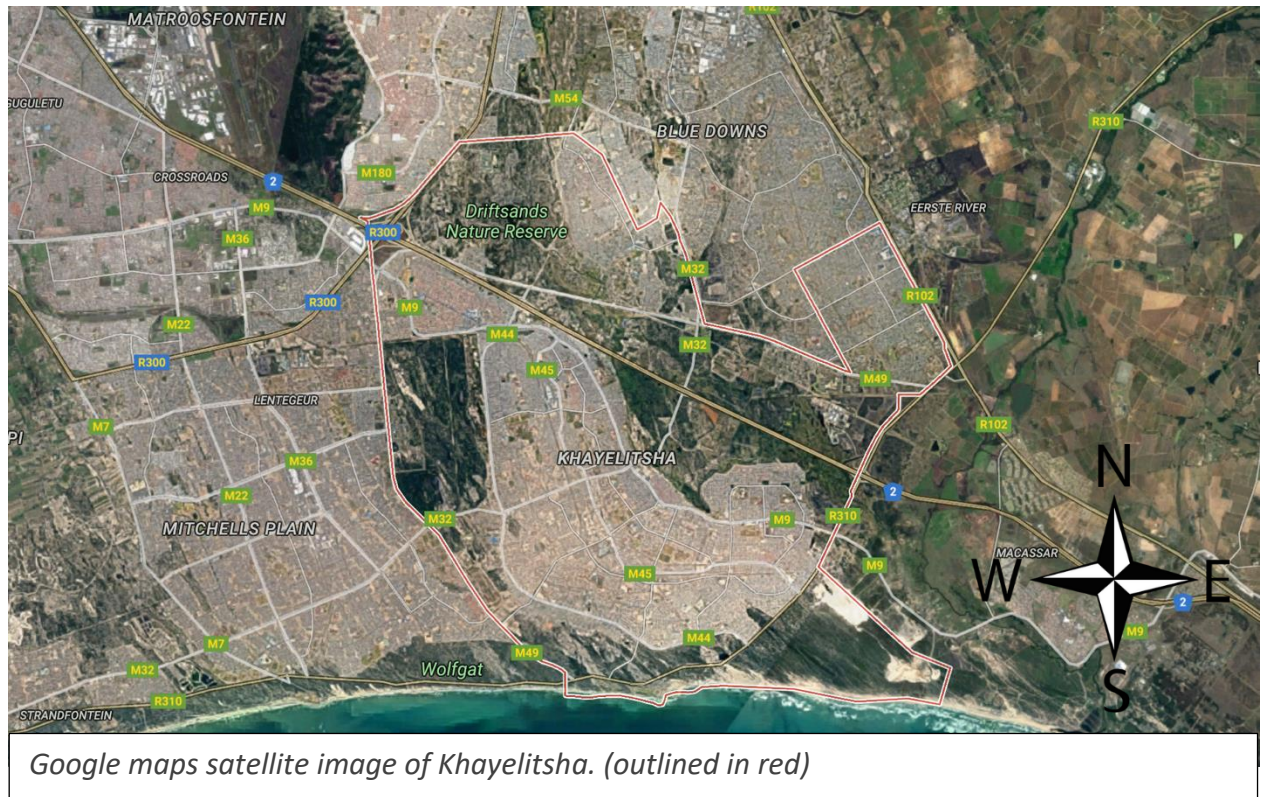 R102
MATROOSFONTEIN
M54
SUGULETU
BLUE DOWNS
R310
M180
CROSSROADS
2
M9
Driftsands
Nature Reserve
EERSTE RIVER
R300
M36
M32
R102
R300
M9
M22
M44
M32
R300
M45
M49
LENTEGEUR
M7
PI
R102
M36
KHAYELITSHA
N
M22
2
MITCHELLS PLAIN
M32
M9
R310
MACASSAR
M9
M45
W
E
2
M9
M7
M44
M49
M32
Wolfgat
S
R310
STRANDFONTEIN
Google maps satellite image of Khayelitsha. (outlined in red)